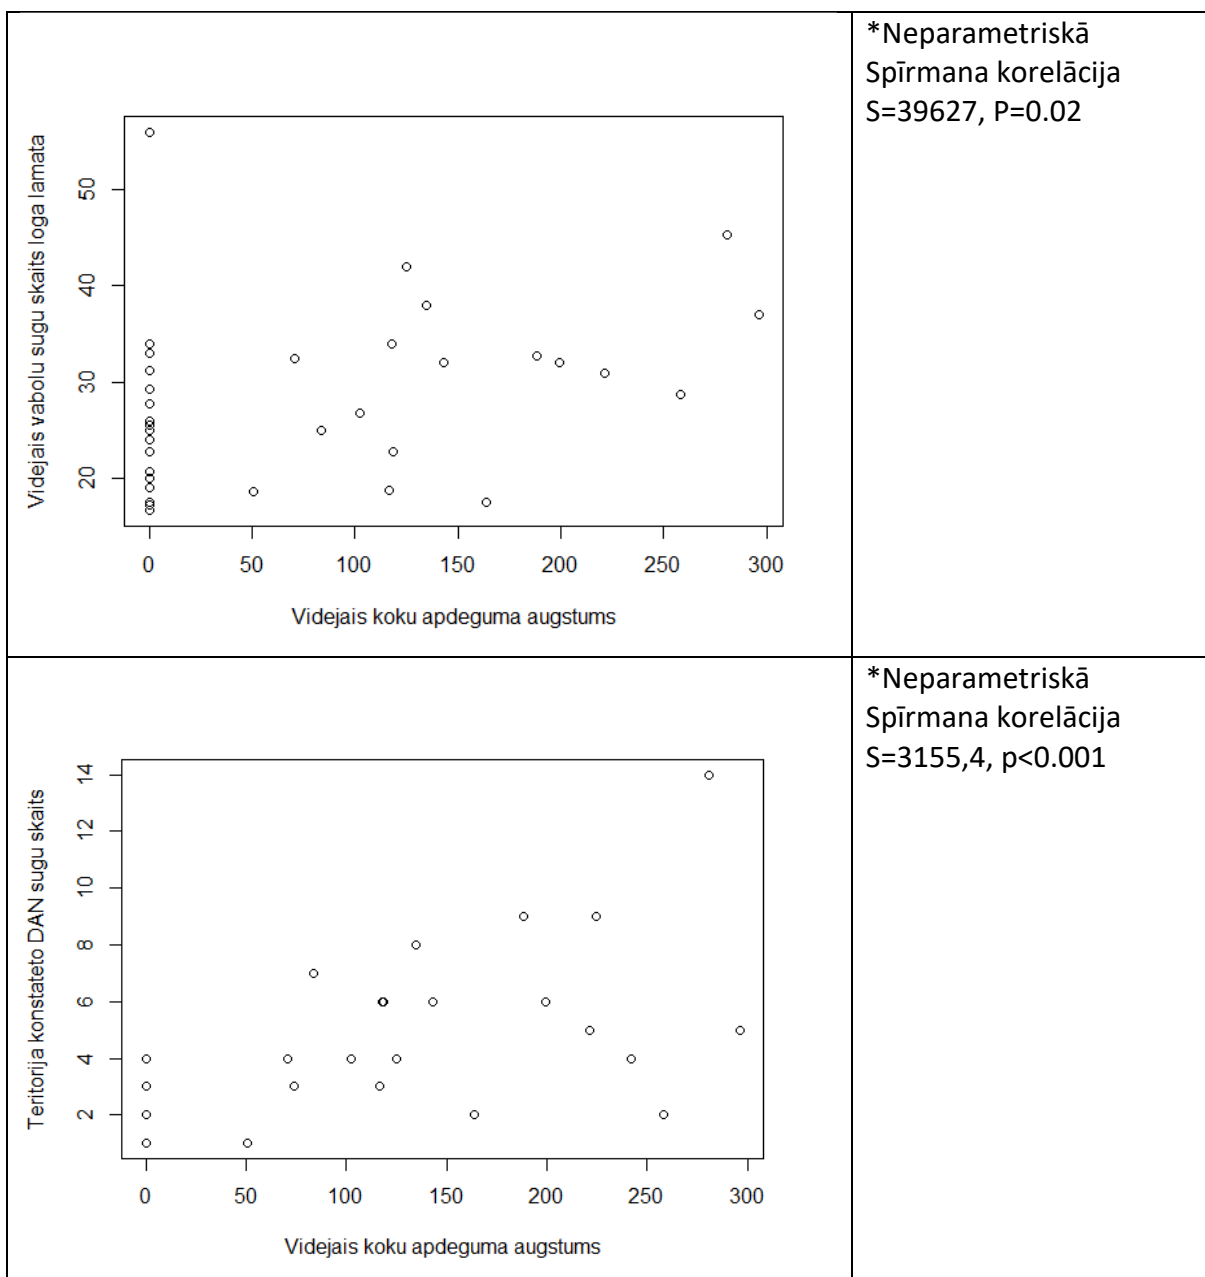 *Neparametriskā
Spīrmana korelācija
S=39627, P=0.02
Videjais vabolu sugu skaits loga lamata
50
40
30
20
0 50 100 150 200 250 300
Videjais koku apdeguma augstums
*Neparametriskā
Spīrmana korelācija
S=3155,4, p<0.001
Teritorija konstateto DAN sugu skaits
14
12
10
8
6
4
2
0 50 100 150 200 250 300
Videjais koku apdeguma augstums